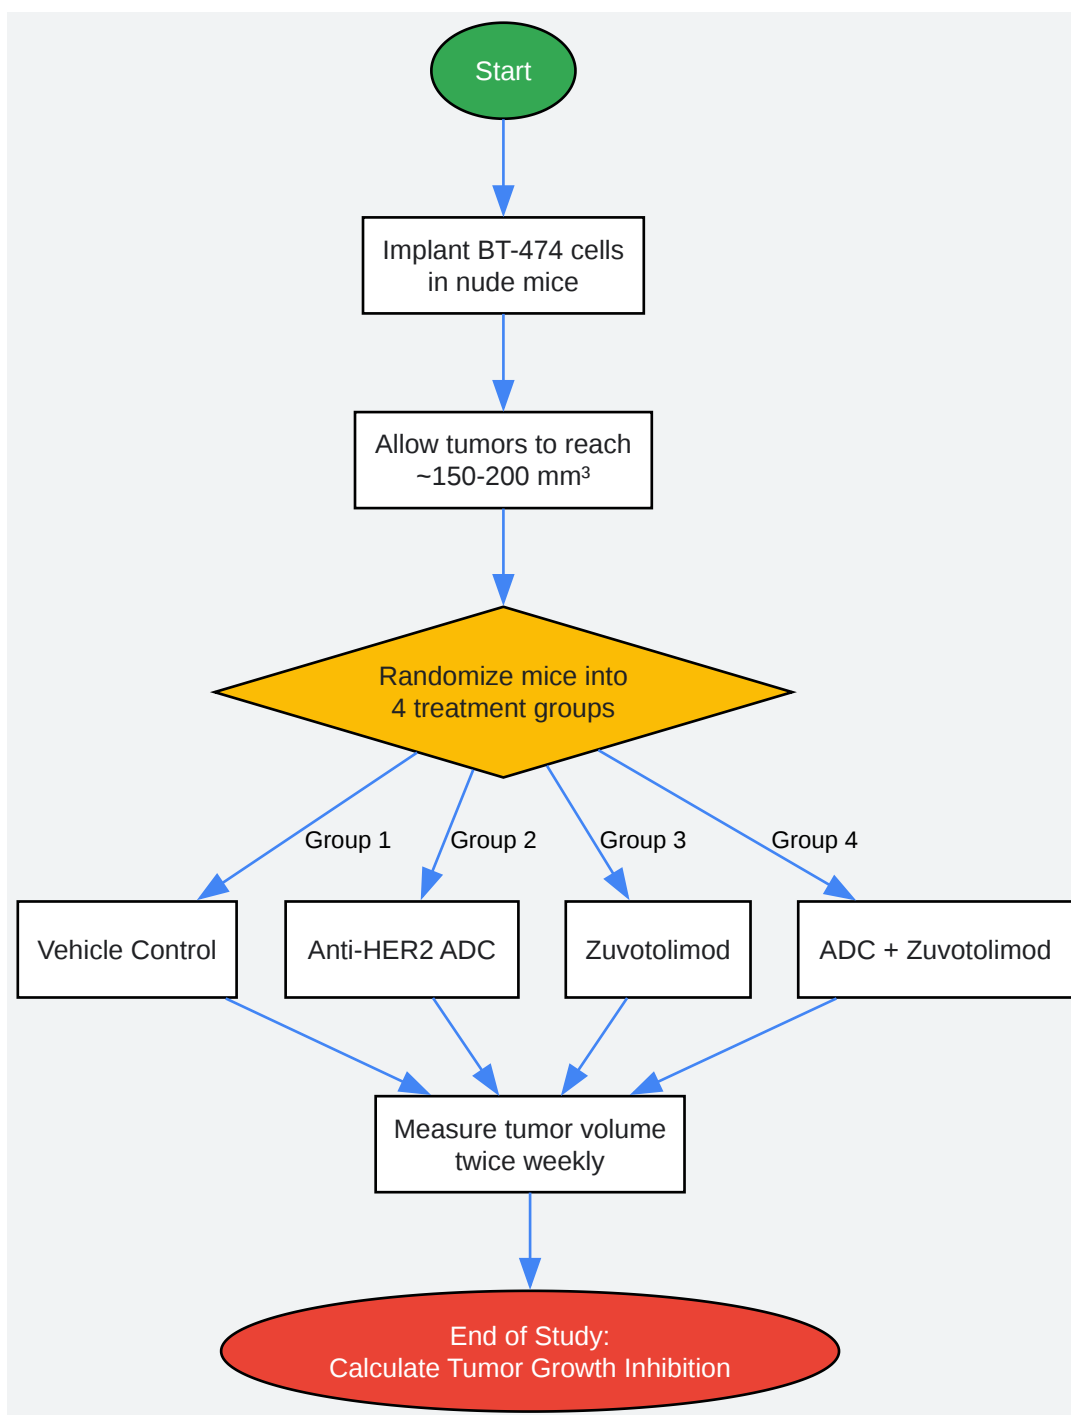 Start
Implant BT-474 cells
in nude mice
Allow tumors to reach
~150-200 mm³
Randomize mice into
4 treatment groups
Group 1
Group 2
Group 3
Group 4
Vehicle Control
Anti-HER2 ADC
Zuvotolimod
ADC + Zuvotolimod
Measure tumor volume
twice weekly
End of Study:
Calculate Tumor Growth Inhibition